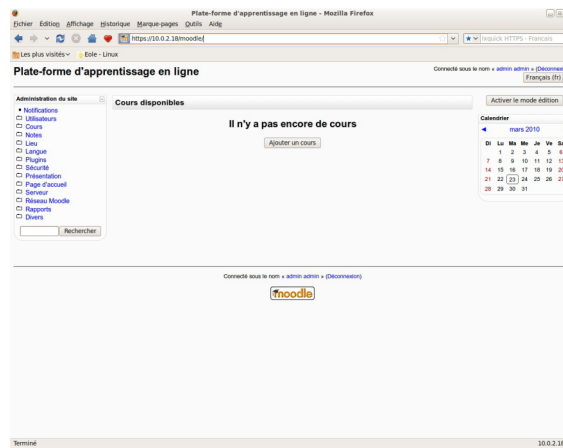 Plate-forme d'apprentissage en ligne - Mozilla Firefox
Fichier Édition Affichage Historique Marque-pages Outils Aide
https://10.0.2.18/moodle/
Ixquick HTTPS - Francais
Les plus visités
Eole - Linux
Plate-forme d'apprentissage en ligne
Connecté sous le nom « admin admin » (Déconnexion
Français (fr)
Administration du site
Notifications
Utilisateurs
Cours
Notes
Lieu
Langue
Plugins
Sécurité
Présentation
Page d'accueil
Serveur
Réseau Moodle
Rapports
Divers
Rechercher
Cours disponibles
Il n'y a pas encore de cours
Ajouter un cours
Activer le mode édition
Calendrier
mars 2010
Di Lu Ma Me Je Ve Sa
1 2 3 4 5 6
7 8 9 10 11 12 13
14 15 16 17 18 19 20
21 22 23 24 25 26 27
28 29 30 31
Connecté sous le nom « admin admin » (Déconnexion)
moodle
Terminé
10.0.2.18